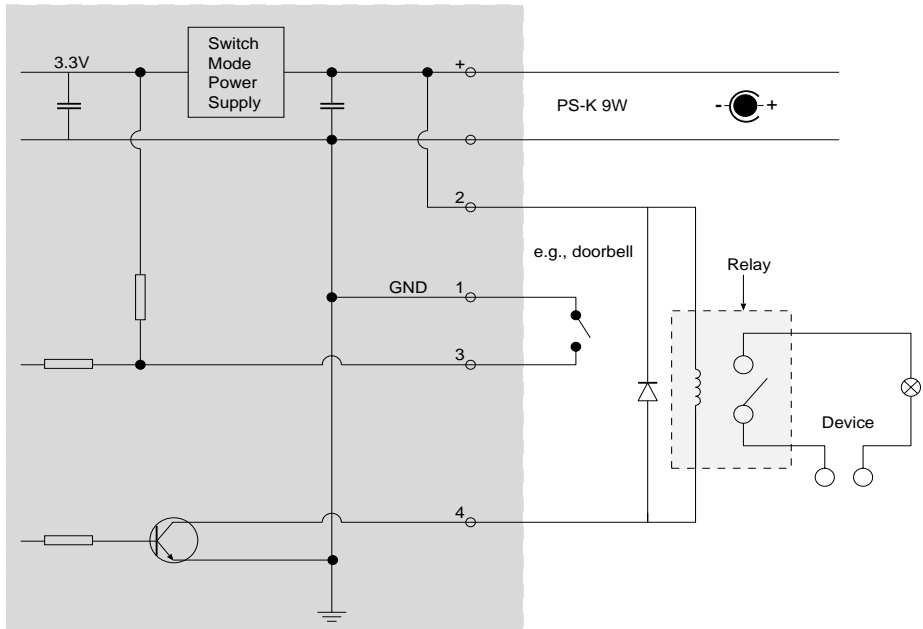 3.3V
Switch
Mode
Power
Supply
+
PS-K 9W
- +
2
e.g., doorbell
Relay
GND 1
3
Device
4